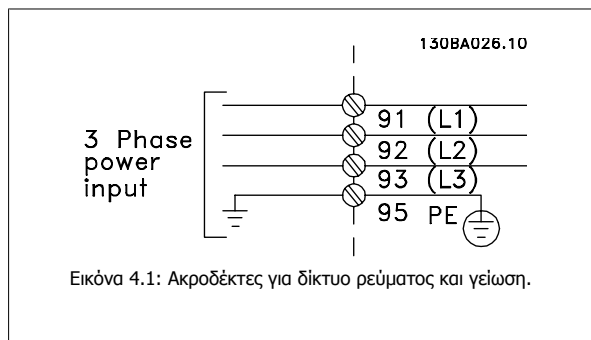 130BA026.10
3 Phase
power
input
91 (L1)
92 (L2)
93 (L3)
95 PE
Εικόνα 4.1: Ακροδέκτες για δίκτυο ρεύματος και γείωση.